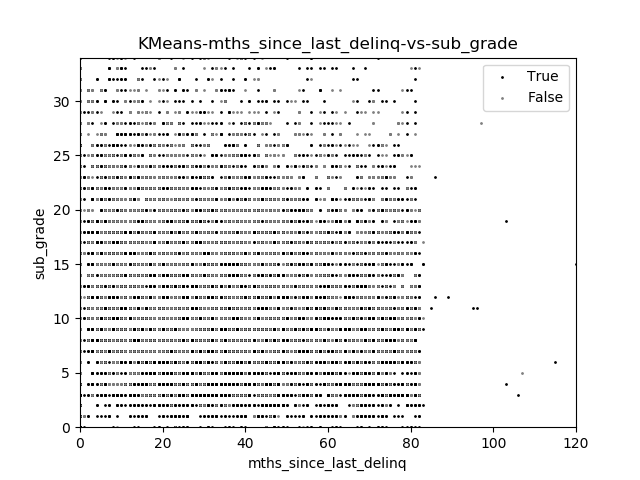 KMeans-mths_since_last_delinq-vs-sub_grade
True
False
30
25
20
15
10
5
0
sub_grade
0 20 40 60 80 100 120
mths_since_last_delinq